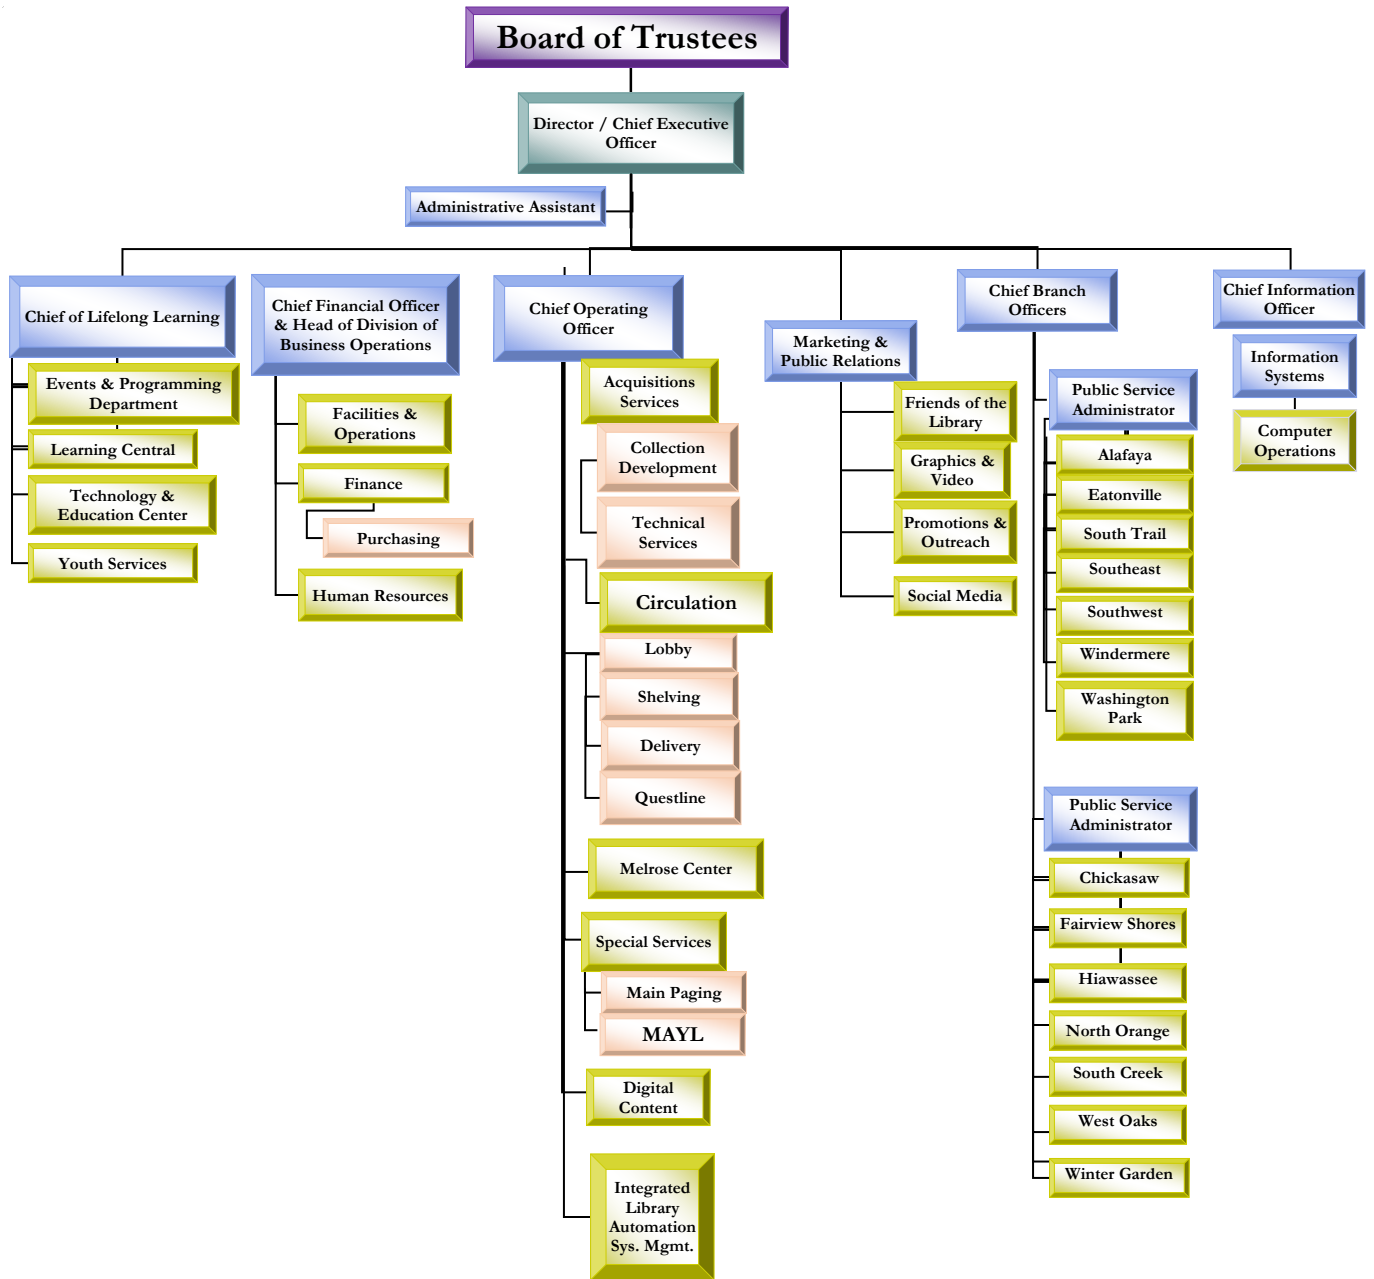 Board of Trustees
Director / Chief Executive
Officer
Administrative Assistant
Chief of Lifelong Learning
Events & Programming
Department
Learning Central
Technology &
Education Center
Youth Services
Chief Financial Officer
& Head of Division of
Business Operations
Facilities &
Operations
Finance
Purchasing
Human Resources
Chief Operating
Officer
Acquisitions
Services
Collection
Development
Technical
Services
Circulation
Lobby
Shelving
Delivery
Questline
Melrose Center
Special Services
Main Paging
MAYL
Digital
Content
Integrated
Library
Automation
Sys. Mgmt.
Marketing &
Public Relations
Friends of the
Library
Graphics &
Video
Promotions &
Outreach
Social Media
Chief Branch
Officers
Public Service
Administrator
Alafaya
Eatonville
South Trail
Southeast
Southwest
Windermere
Washington
Park
Public Service
Administrator
Chickasaw
Fairview Shores
Hiawassee
North Orange
South Creek
West Oaks
Winter Garden
Chief Information
Officer
Information
Systems
Computer
Operations